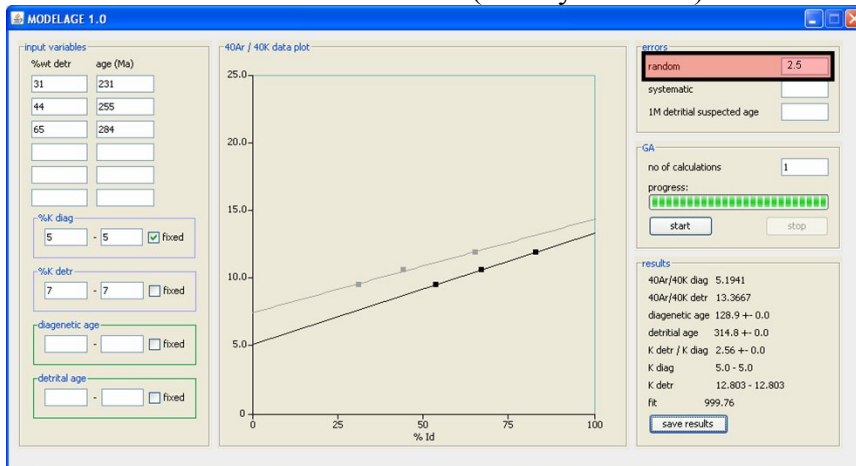 MODELAGE 1.0
input variables
%wt detr age (Ma)
31 231
44 255
65 284
%K diag
5 - 5 fixed
%K detr
7 - 7 fixed
diagenetic age
- fixed
detrital age
- fixed
40Ar / 40K data plot
25.0
20.0
15.0
10.0
5.0
0
0 25 50 75 100
% Id
errors
random 2.5
systematic
1M detritial suspected age
GA
no of calculations 1
progress:
start stop
results
40Ar/40K diag 5.1941
40Ar/40K detr 13.3667
diagenetic age 128.9 +- 0.0
detritial age 314.8 +- 0.0
K detr / K diag 2.56 +- 0.0
K diag 5.0 - 5.0
K detr 12.803 - 12.803
fit 999.76
save results